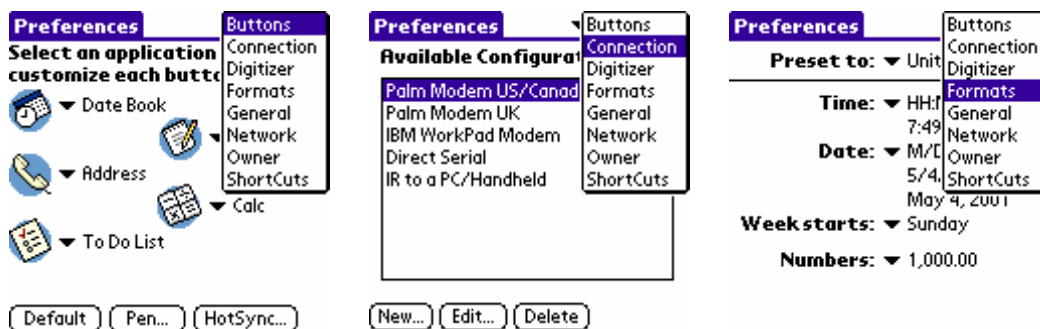 Preferences
Buttons
Select an application
Connection
customize each butto
Digitizer
Date Book
Formats
General
Network
Address
Owner
ShortCuts
Calc
To Do List
Default Pen... HotSync...
Preferences
Buttons
Available Configurat
Connection
Digitizer
Palm Modem US/Canad
Formats
Palm Modem UK
General
IBM WorkPad Modem
Network
Direct Serial
Owner
IR to a PC/Handheld
ShortCuts
New... Edit... Delete
Preferences
Buttons
Connection
Preset to: Unit
Digitizer
Formats
Time: HH:
General
7:49
Network
Date: M/
Owner
5/4
ShortCuts
May 4, 2001
Week starts: Sunday
Numbers: 1,000.00